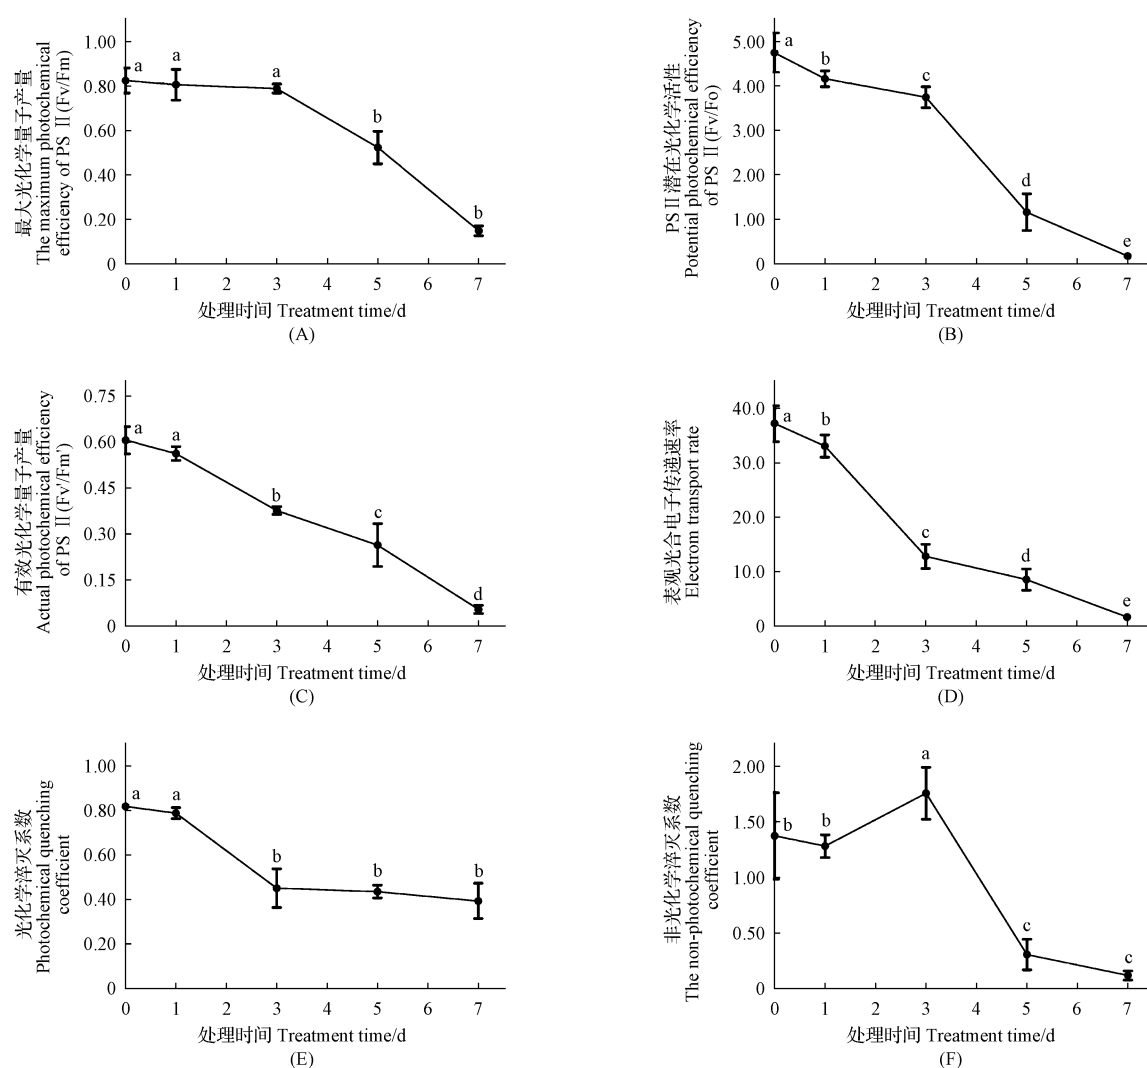 最大光化学量子产量
The maximum photochemical
efficiency of PS Ⅱ(Fv/Fm)
1.00
0.80
0.60
0.40
0.20
0
a
a
a
b
b
0 1 2 3 4 5 6 7
处理时间 Treatment time/d
(A)
PSⅡ潜在光化学活性
Potential photochemical efficiency
of PS Ⅱ(Fv/Fo)
5.00
4.00
3.00
2.00
1.00
0
a
b
c
d
e
0 1 2 3 4 5 6 7
处理时间 Treatment time/d
(B)
有效光化学量子产量
Actual photochemical efficiency
of PS Ⅱ(Fv'/Fm')
0.75
0.60
0.45
0.30
0.15
0
a
a
b
c
d
0 1 2 3 4 5 6 7
处理时间 Treatment time/d
(C)
表观光合电子传递速率
Electrom transport rate
40.0
30.0
20.0
10.0
0
a
b
c
d
e
0 1 2 3 4 5 6 7
处理时间 Treatment time/d
(D)
光化学淬灭系数
Photochemical quenching
coefficient
1.00
0.80
0.60
0.40
0.20
0
a
a
b
b
b
0 1 2 3 4 5 6 7
处理时间 Treatment time/d
(E)
非光化学淬灭系数
The non-photochemical quenching
coefficient
2.00
1.50
1.00
0.50
0
b
b
a
c
c
0 1 2 3 4 5 6 7
处理时间 Treatment time/d
(F)